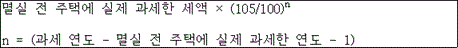 멸실 전 주택에 실제 과세한 세액 × (105/100)ⁿ
n = (과세 연도 - 멸실 전 주택에 실제 과세한 연도 - 1)